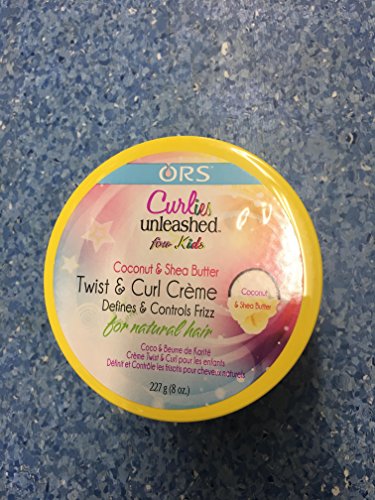 ORS
Curlies
unleashed™
for Kids
Coconut & Shea Butter
Twist & Curl Crème
Defines & Controls Frizz
for natural hair
Coconut
& Shea Butter
Coco & Beurre de Karité
Crème Twist & Curl pour les enfants
Définit et Contrôle les frisottis pour cheveux naturels
227 g (8 oz.)